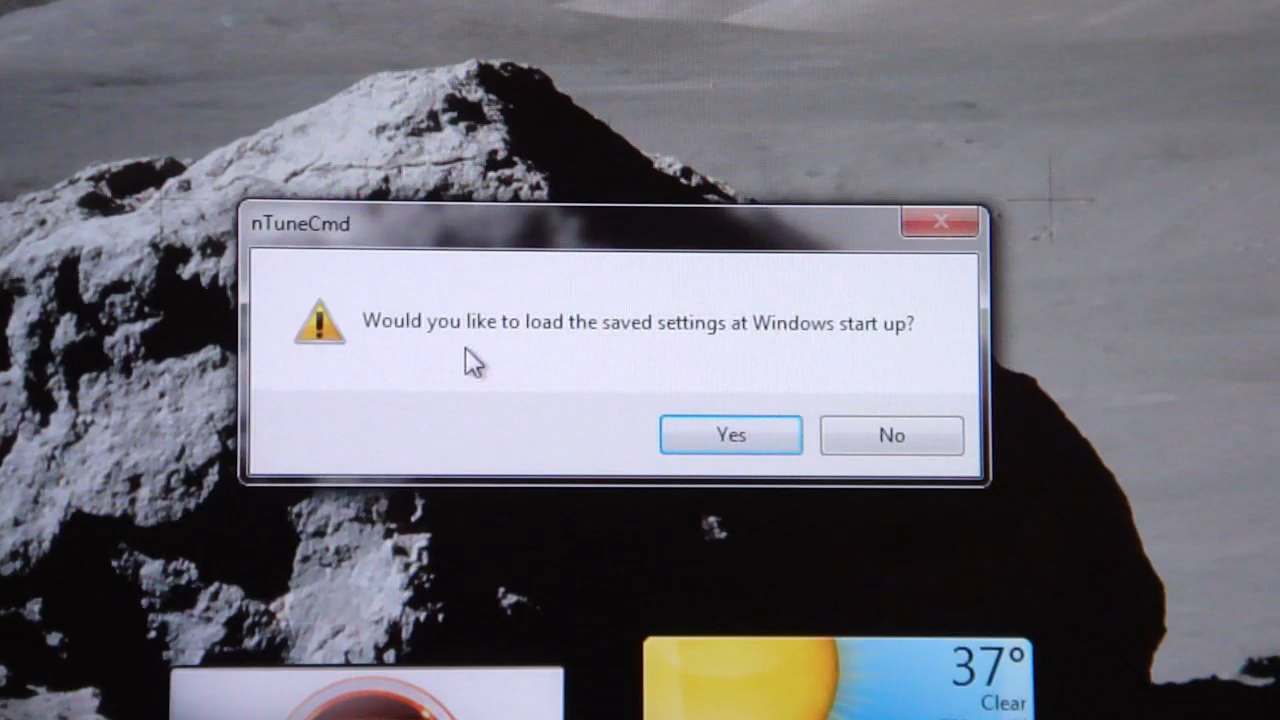 nTuneCmd
X
Would you like to load the saved settings at Windows start up?
Yes
No
37°
Clear